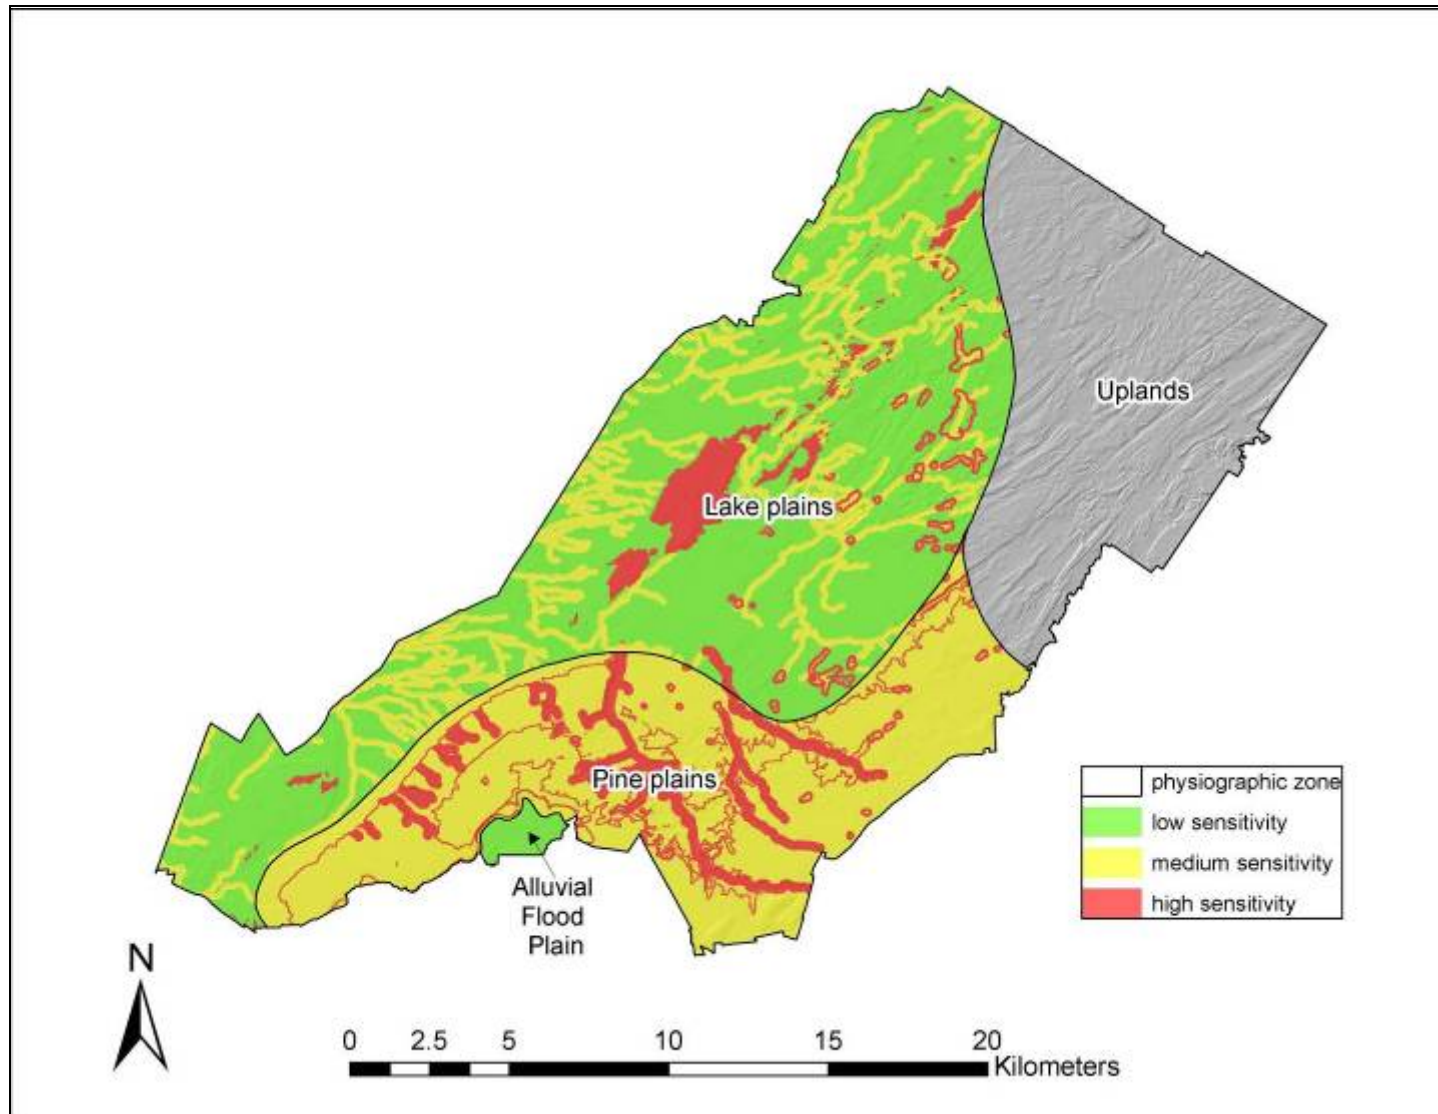 Uplands
Lake plains
Pine plains
Alluvial
Flood
Plain
physiographic zone
low sensitivity
medium sensitivity
high sensitivity
N
0 2.5 5 10 15 20
Kilometers